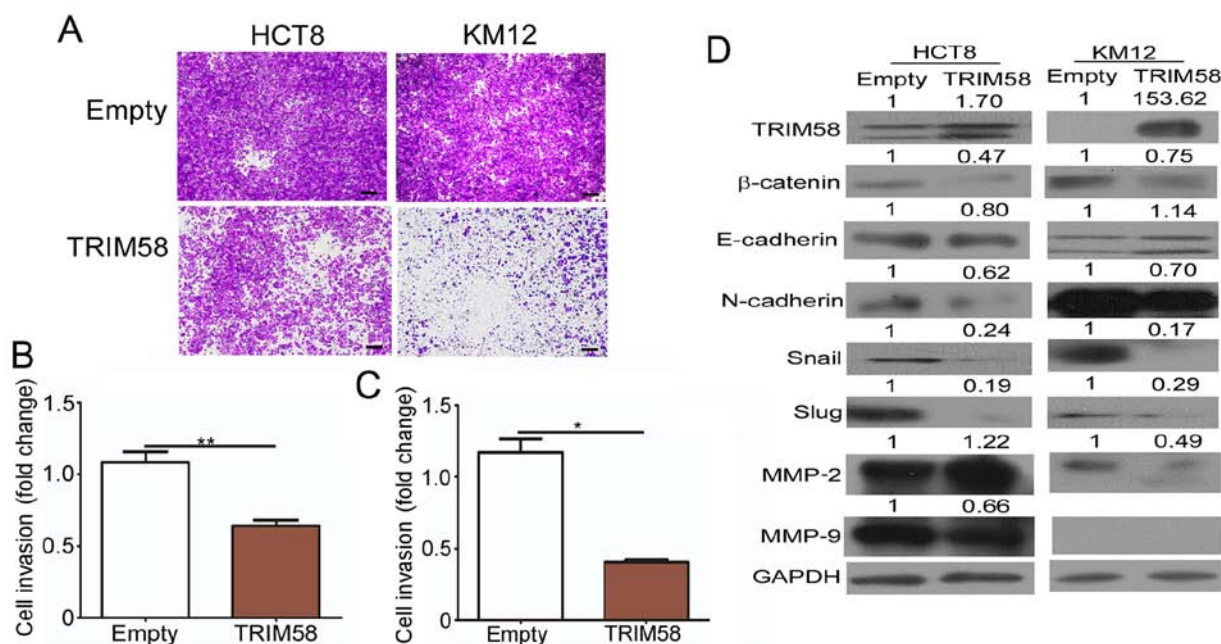 A
HCT8
KM12
Empty
TRIM58
B
Cell invasion (fold change)
1.5
1.0
0.5
0
**
Empty
TRIM58
C
Cell invasion (fold change)
1.5
1.0
0.5
0
*
Empty
TRIM58
D
HCT8
KM12
Empty TRIM58 Empty TRIM58
1 1.70 1 153.62
TRIM58
1 0.47 1 0.75
β-catenin
1 0.80 1 1.14
E-cadherin
1 0.62 1 0.70
N-cadherin
1 0.24 1 0.17
Snail
1 0.19 1 0.29
Slug
1 1.22 1 0.49
MMP-2
1 0.66
MMP-9
GAPDH